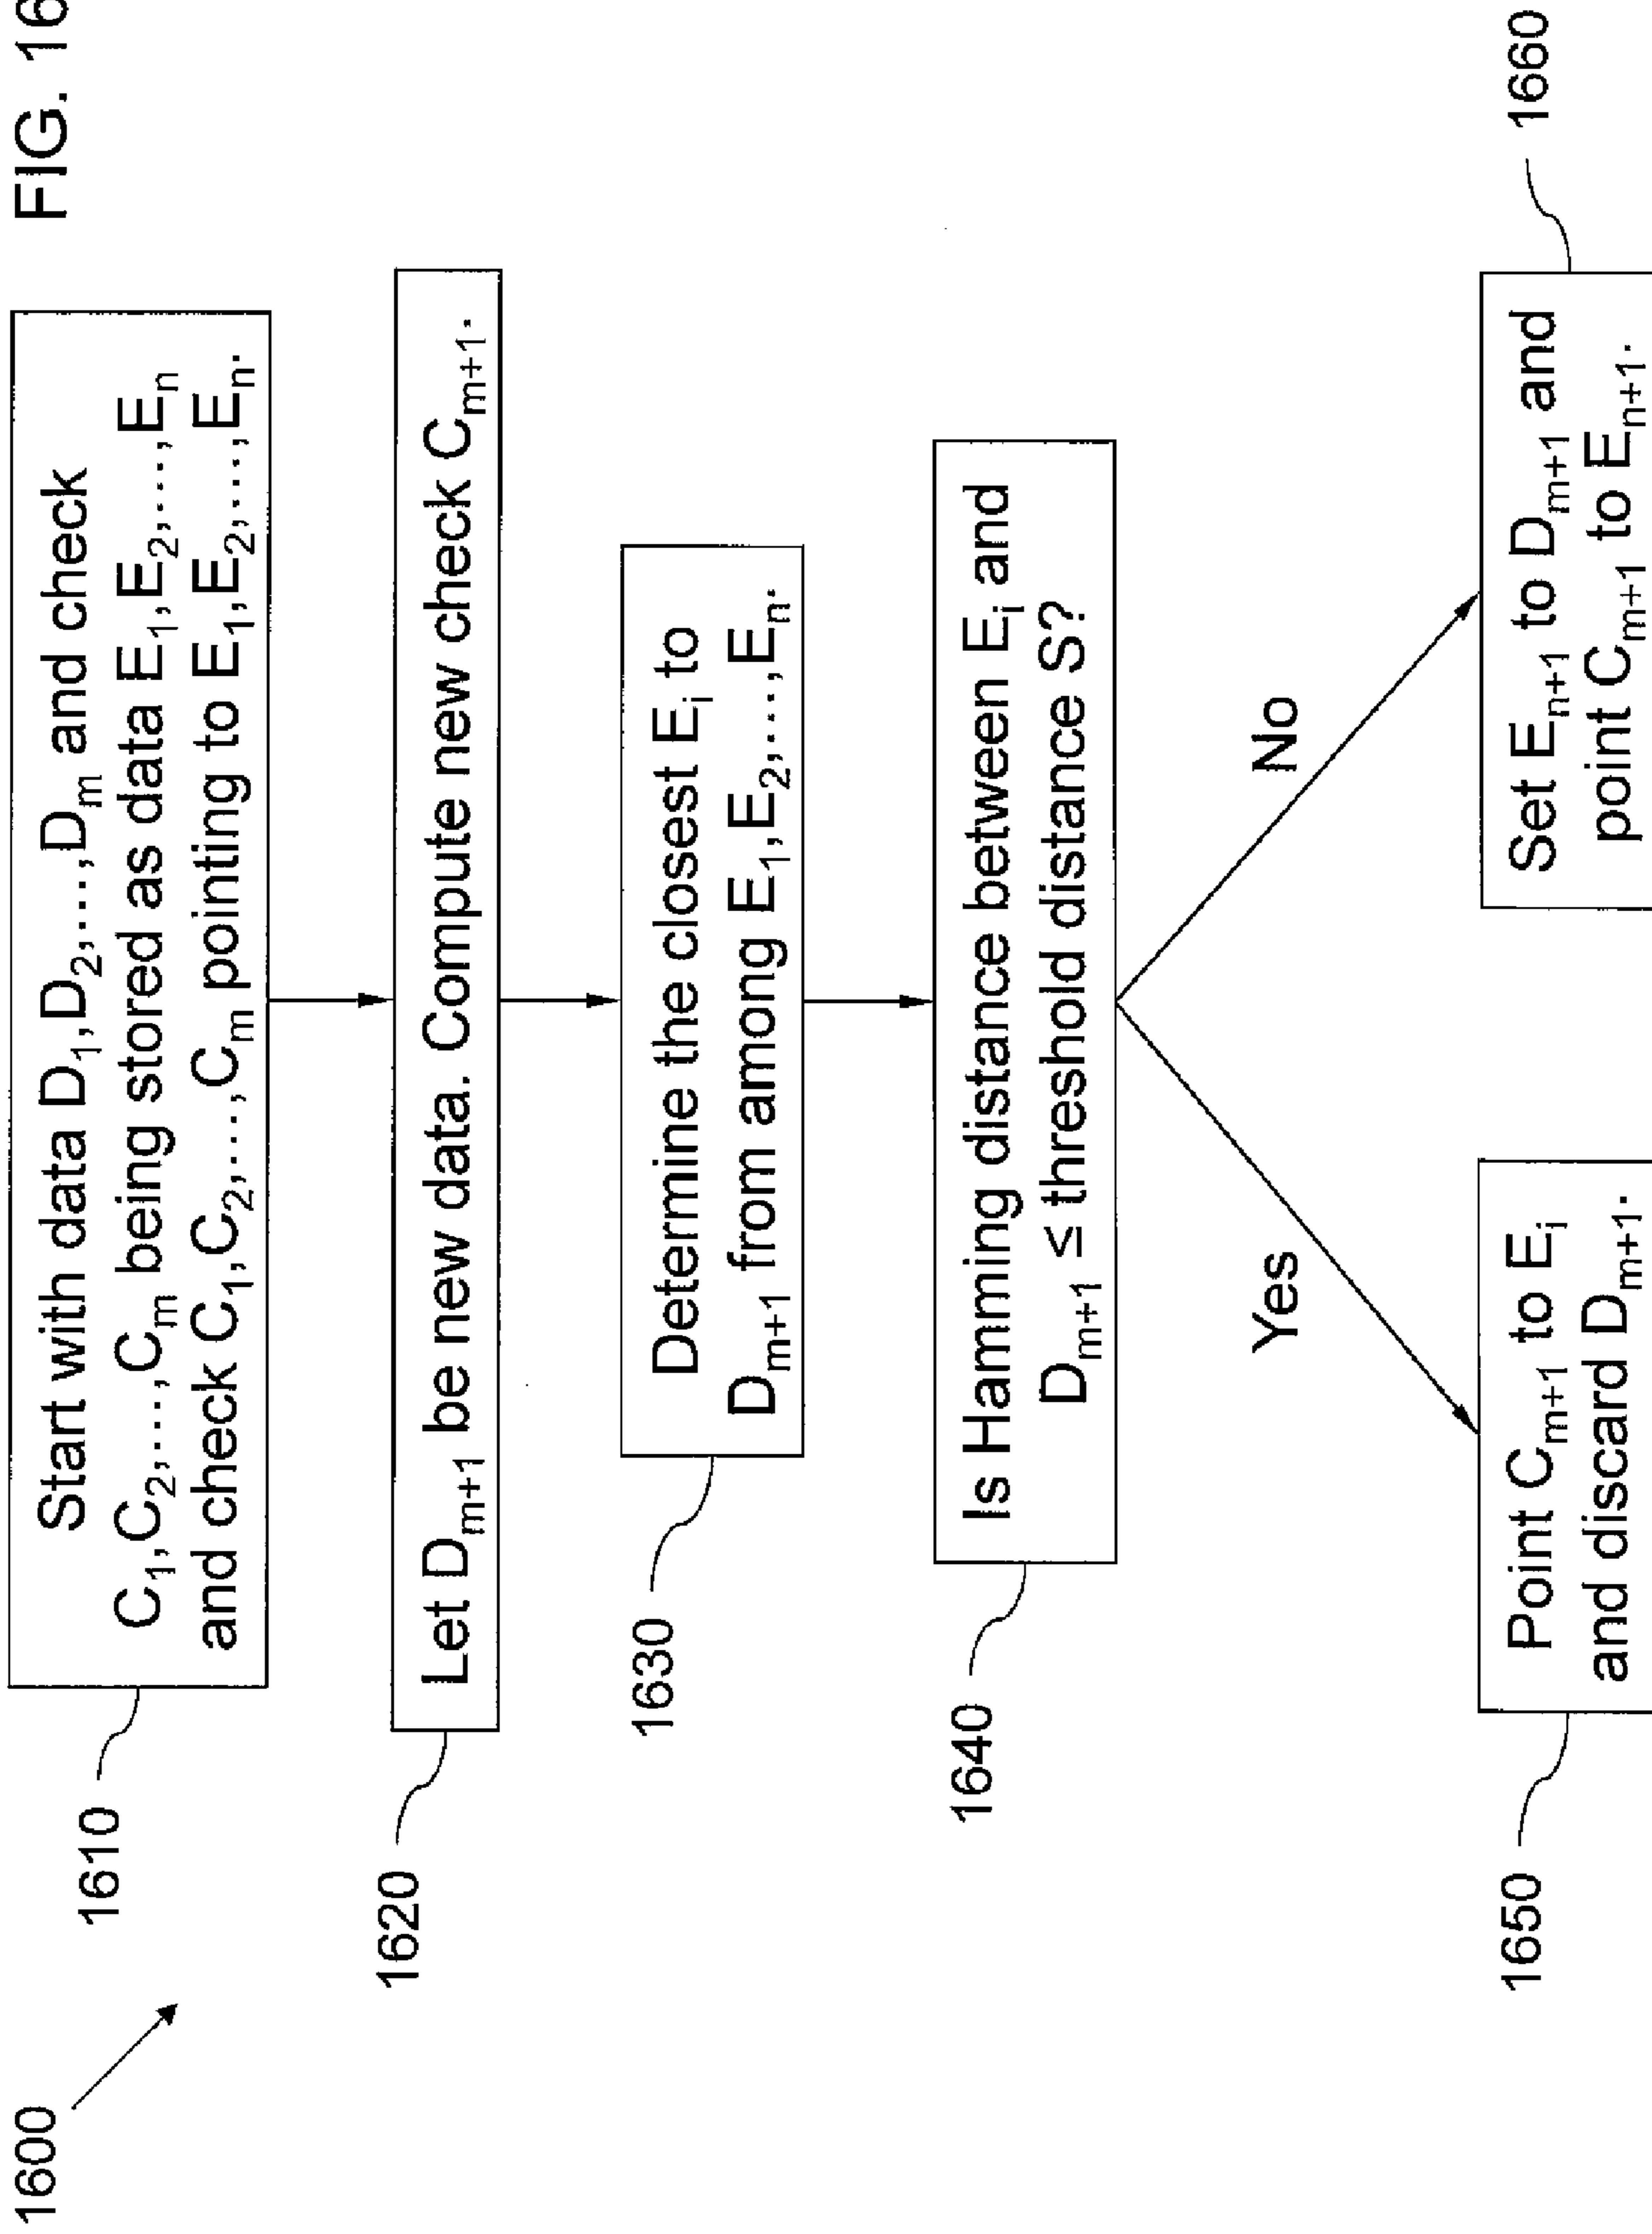 FIG. 16
1600
1610
Start with data D₁,D₂,...,Dₘ and check
C₁,C₂,...,Cₘ being stored as data E₁,E₂,...,Eₙ
and check C₁,C₂,...,Cₘ pointing to E₁,E₂,...,Eₙ.
1620
Let Dₘ₊₁ be new data. Compute new check Cₘ₊₁.
1630
Determine the closest Eᵢ to
Dₘ₊₁ from among E₁,E₂,...,Eₙ.
1640
Is Hamming distance between Eᵢ and
Dₘ₊₁ ≤ threshold distance S?
Yes
No
1650
Point Cₘ₊₁ to Eᵢ
and discard Dₘ₊₁.
1660
Set Eₙ₊₁ to Dₘ₊₁ and
point Cₘ₊₁ to Eₙ₊₁.